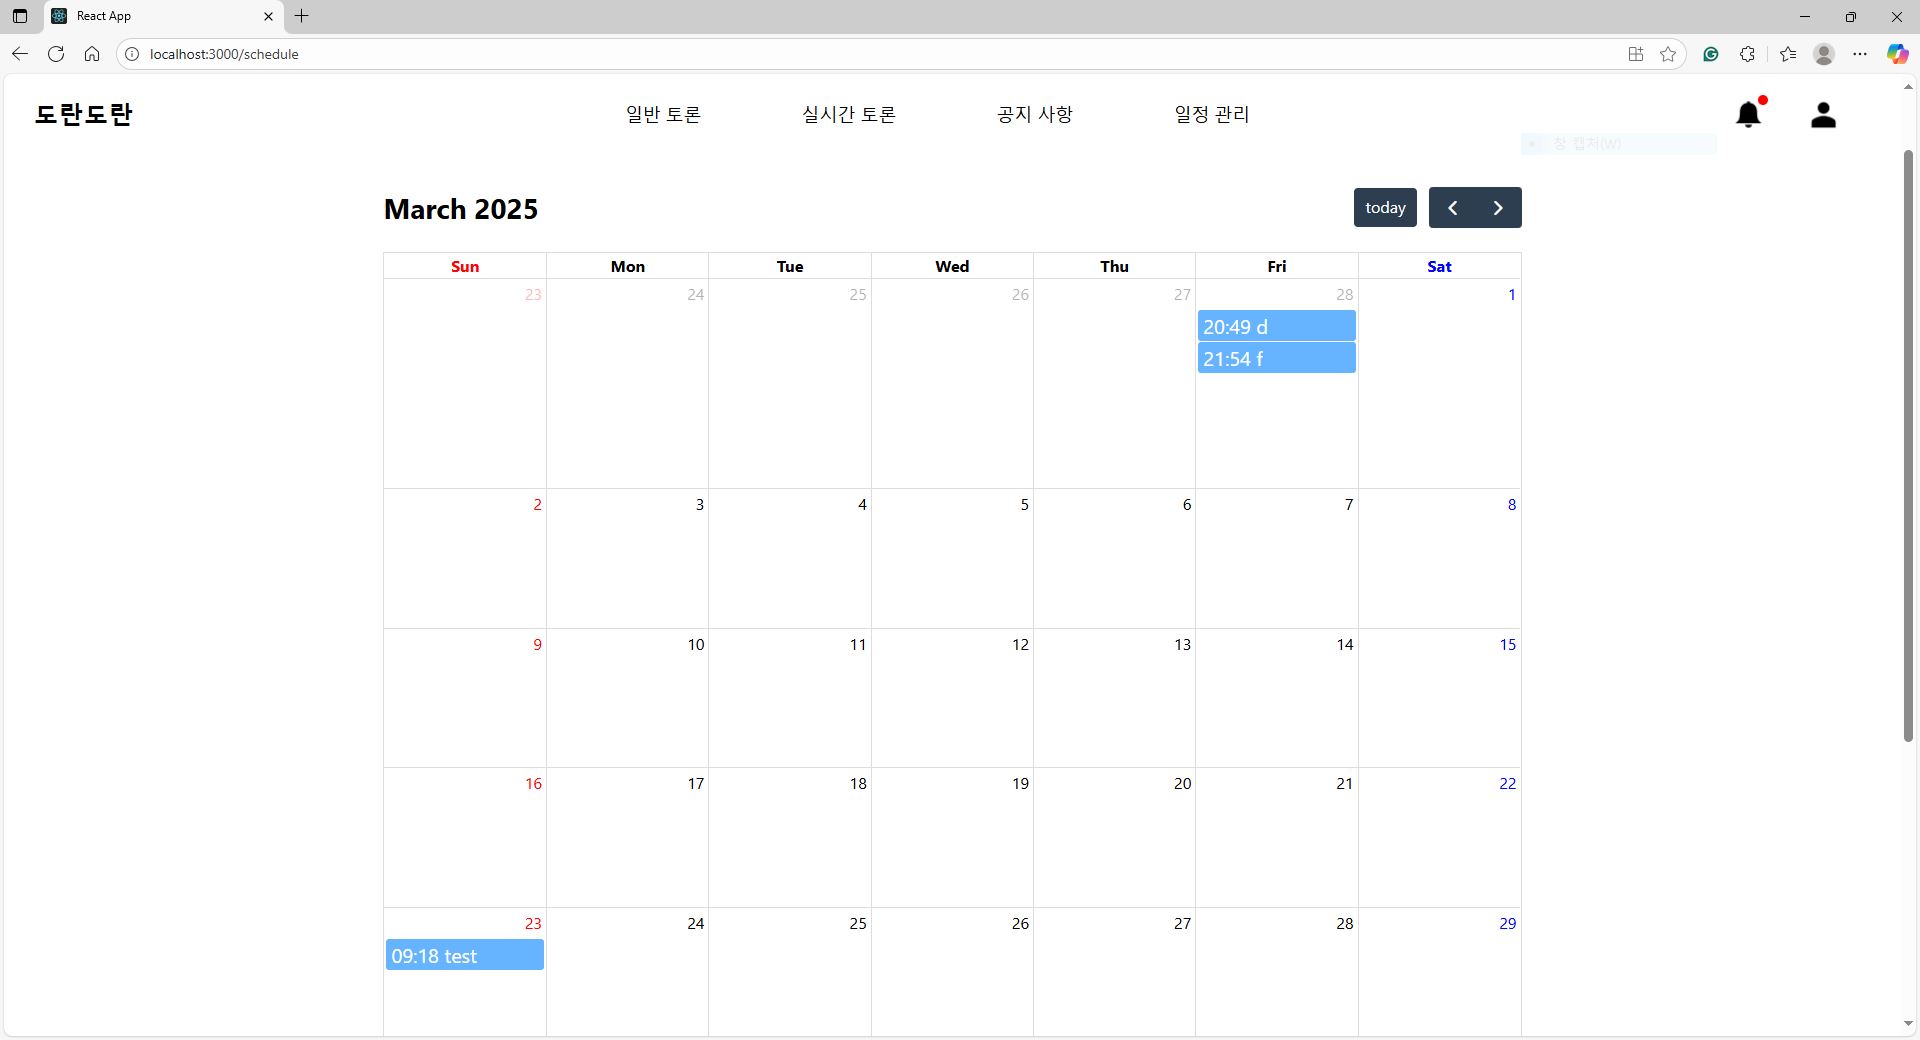 React App
localhost:3000/schedule
도란도란 일반 토론 실시간 토론 공지 사항 일정 관리
창 캡처(W)
March 2025 today
Sun Mon Tue Wed Thu Fri Sat
23 24 25 26 27 28 1
20:49 d
21:54 f
2 3 4 5 6 7 8
9 10 11 12 13 14 15
16 17 18 19 20 21 22
23 24 25 26 27 28 29
09:18 test